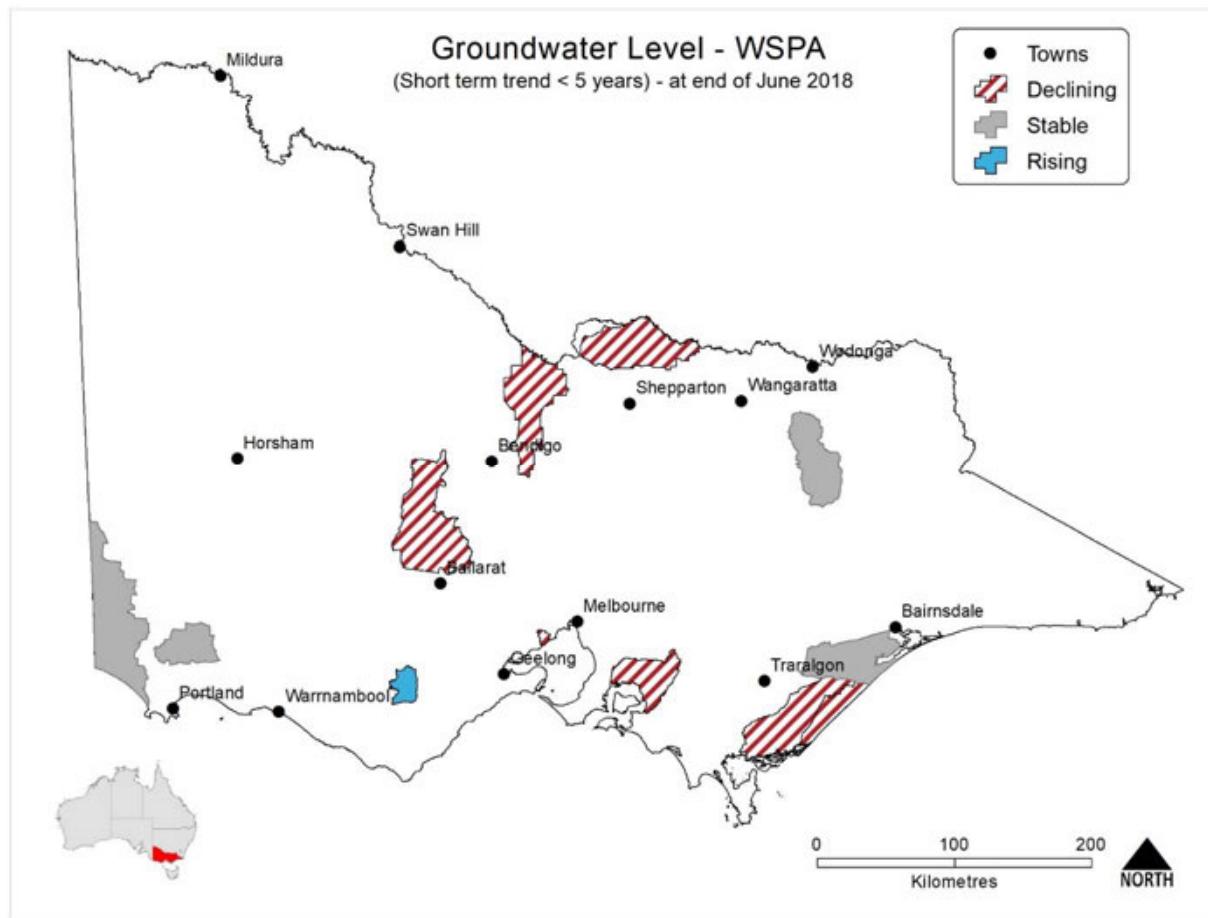 Groundwater Level - WSPA
(Short term trend < 5 years) - at end of June 2018
Towns
Declining
Stable
Rising
Mildura
Swan Hill
Wodonga
Shepparton
Wangaratta
Horsham
Bendigo
Ballarat
Melbourne
Bairnsdale
Geelong
Traralgon
Portland
Warrnambool
0 100 200
Kilometres
NORTH